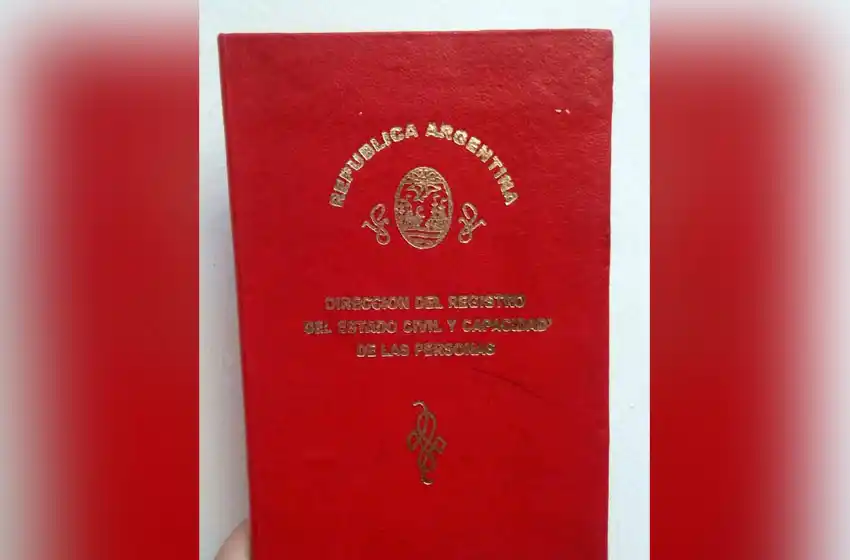 REPUBLICA ARGENTINA
DIRECCION DEL REGISTRO
DEL ESTADO CIVIL Y CAPACIDAD
DE LAS PERSONAS